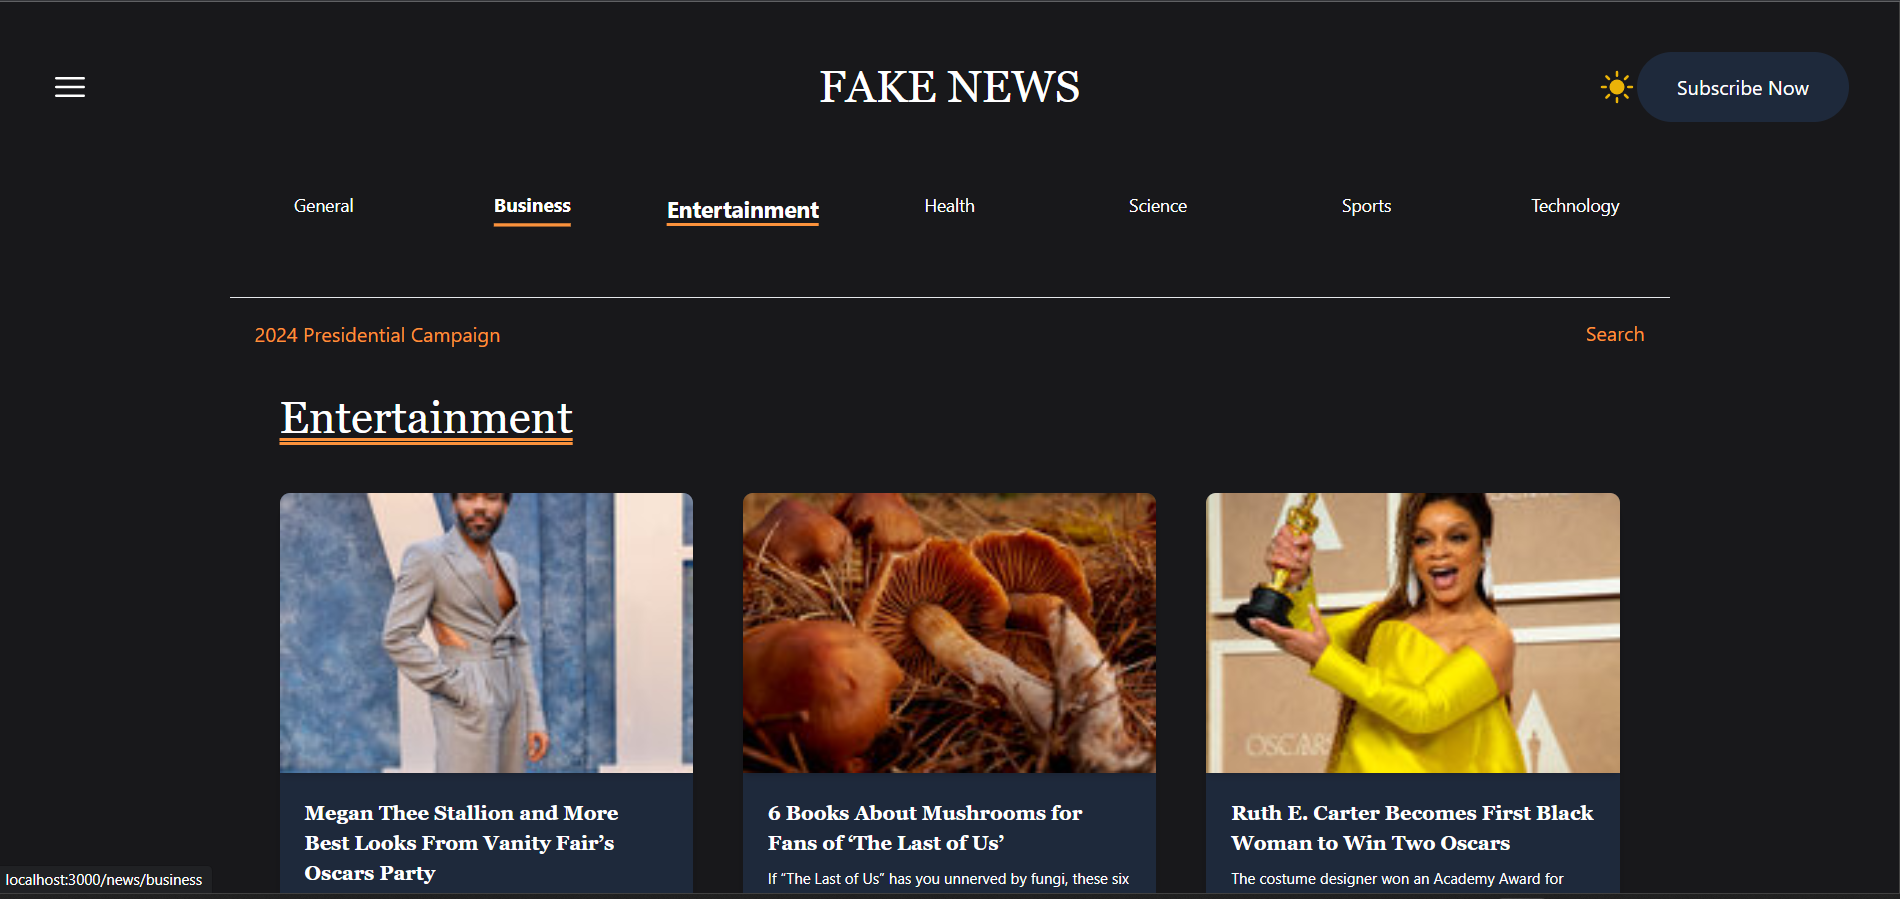 FAKE NEWS
Subscribe Now
General
Business
Entertainment
Health
Science
Sports
Technology
2024 Presidential Campaign
Search
Entertainment
OSCARS
Megan Thee Stallion and More
Best Looks From Vanity Fair’s
Oscars Party
6 Books About Mushrooms for
Fans of ‘The Last of Us’
If “The Last of Us” has you unnerved by fungi, these six
Ruth E. Carter Becomes First Black
Woman to Win Two Oscars
The costume designer won an Academy Award for
localhost:3000/news/business